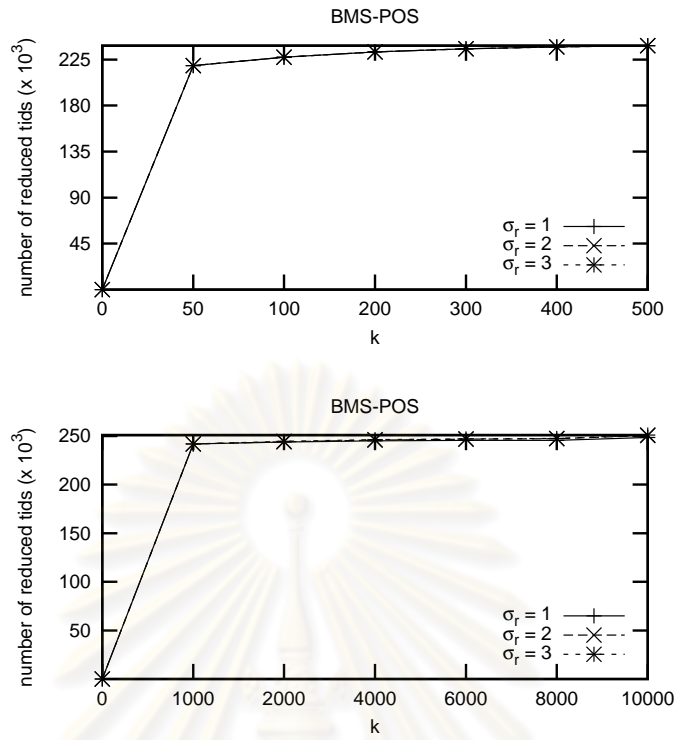 BMS-POS
number of reduced tids (x 10³)
225
180
135
90
45
σr = 1
σr = 2
σr = 3
0 50 100 200 300 400 500
k
BMS-POS
number of reduced tids (x 10³)
250
200
150
100
50
σr = 1
σr = 2
σr = 3
0 1000 2000 4000 6000 8000 10000
k